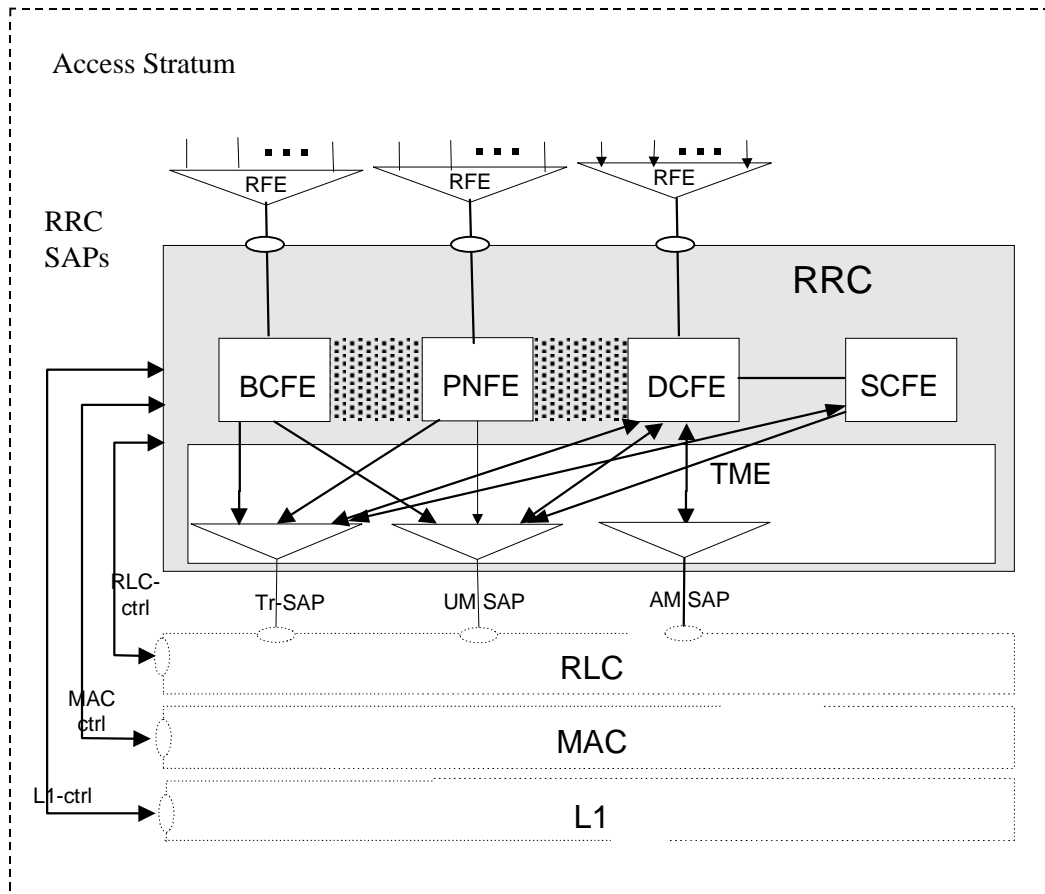 Access Stratum
RFE
RFE
RFE
RRC
SAPs
RRC
BCFE
PNFE
DCFE
SCFE
TME
RLC-
ctrl
Tr-SAP
UM SAP
AM SAP
RLC
MAC
ctrl
MAC
L1-ctrl
L1